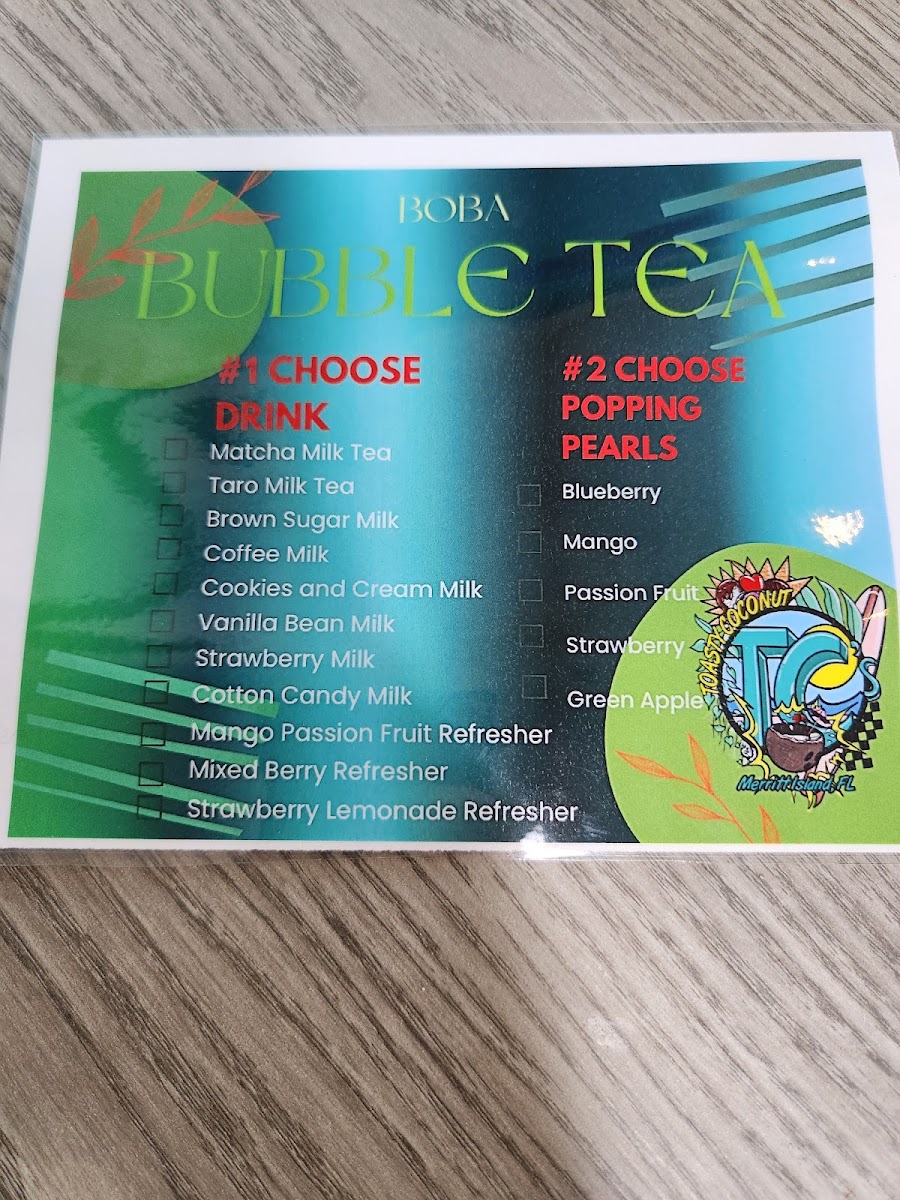 BOBA
BUBBLE TEA
#1 CHOOSE
DRINK
Matcha Milk Tea
Taro Milk Tea
Brown Sugar Milk
Coffee Milk
Cookies and Cream Milk
Vanilla Bean Milk
Strawberry Milk
Cotton Candy Milk
Mango Passion Fruit Refresher
Mixed Berry Refresher
Strawberry Lemonade Refresher
#2 CHOOSE
POPPING
PEARLS
Blueberry
Mango
Passion Fruit
Strawberry
Green Apple
TOASTY COCONUT
TC's
Merritt Island, FL